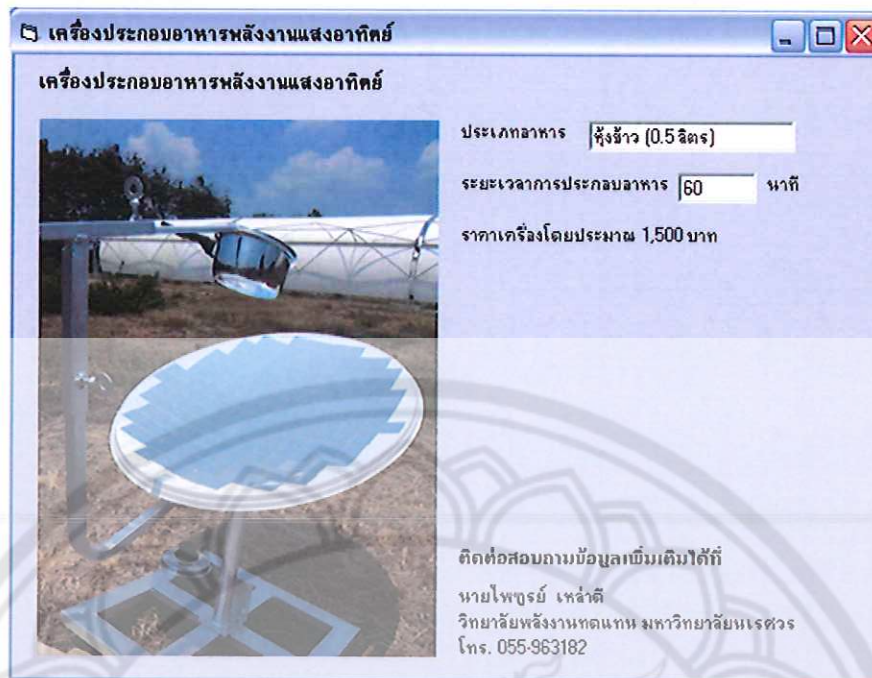 เครื่องประกอบอาหารพลังงานแสงอาทิตย์
เครื่องประกอบอาหารพลังงานแสงอาทิตย์
ประเภทอาหาร หุ้งข้าว (0.5 ลิตร)
ระยะเวลาการประกอบอาหาร 60 นาที
ราคาเครื่องโดยประมาณ 1,500 บาท
ติดต่อสอบถามข้อมูลเพิ่มเติมได้ที่
นายไพฑูรย์ เหล่าดี
วิทยาลัยพลังงานทดแทน มหาวิทยาลัยนเรศวร
โทร. 055-963182